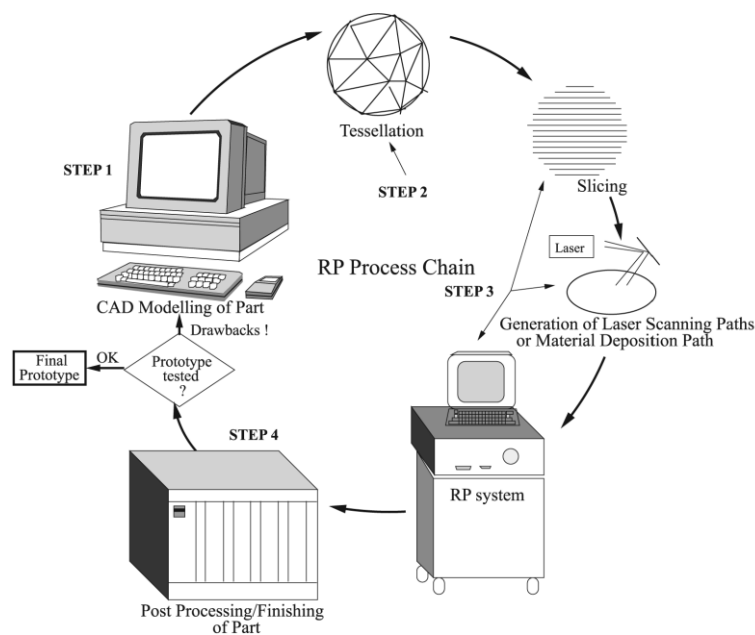 STEP 1
Tessellation
STEP 2
Slicing
Laser
RP Process Chain
STEP 3
CAD Modelling of Part
Generation of Laser Scanning Paths
or Material Deposition Path
Drawbacks !
OK
Final
Prototype
Prototype
tested
?
STEP 4
RP system
Post Processing/Finishing
of Part